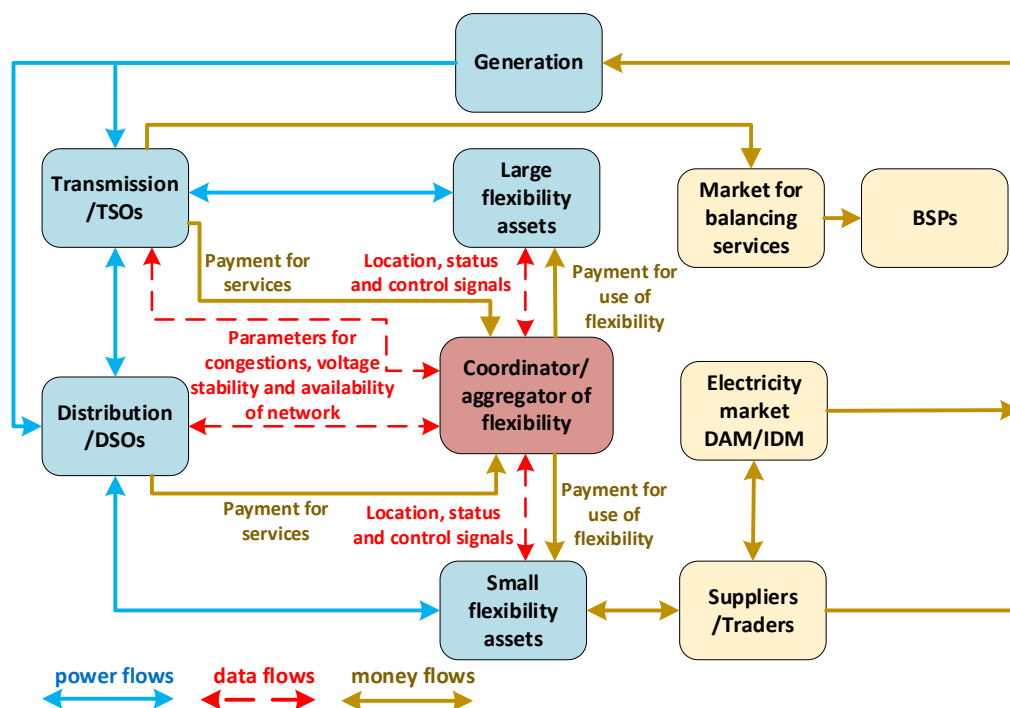 Generation
Transmission
/TSOs
Large
flexibility
assets
Market for
balancing
services
BSPs
Payment for
services
Location, status
and control signals
Payment for
use of
flexibility
Parameters for
congestions, voltage
stability and availability
of network
Coordinator/
aggregator of
flexibility
Electricity
market
DAM/IDM
Distribution
/DSOs
Payment for
services
Location, status
and control signals
Payment for
use of
flexibility
Small
flexibility
assets
Suppliers
/Traders
power flows
data flows
money flows